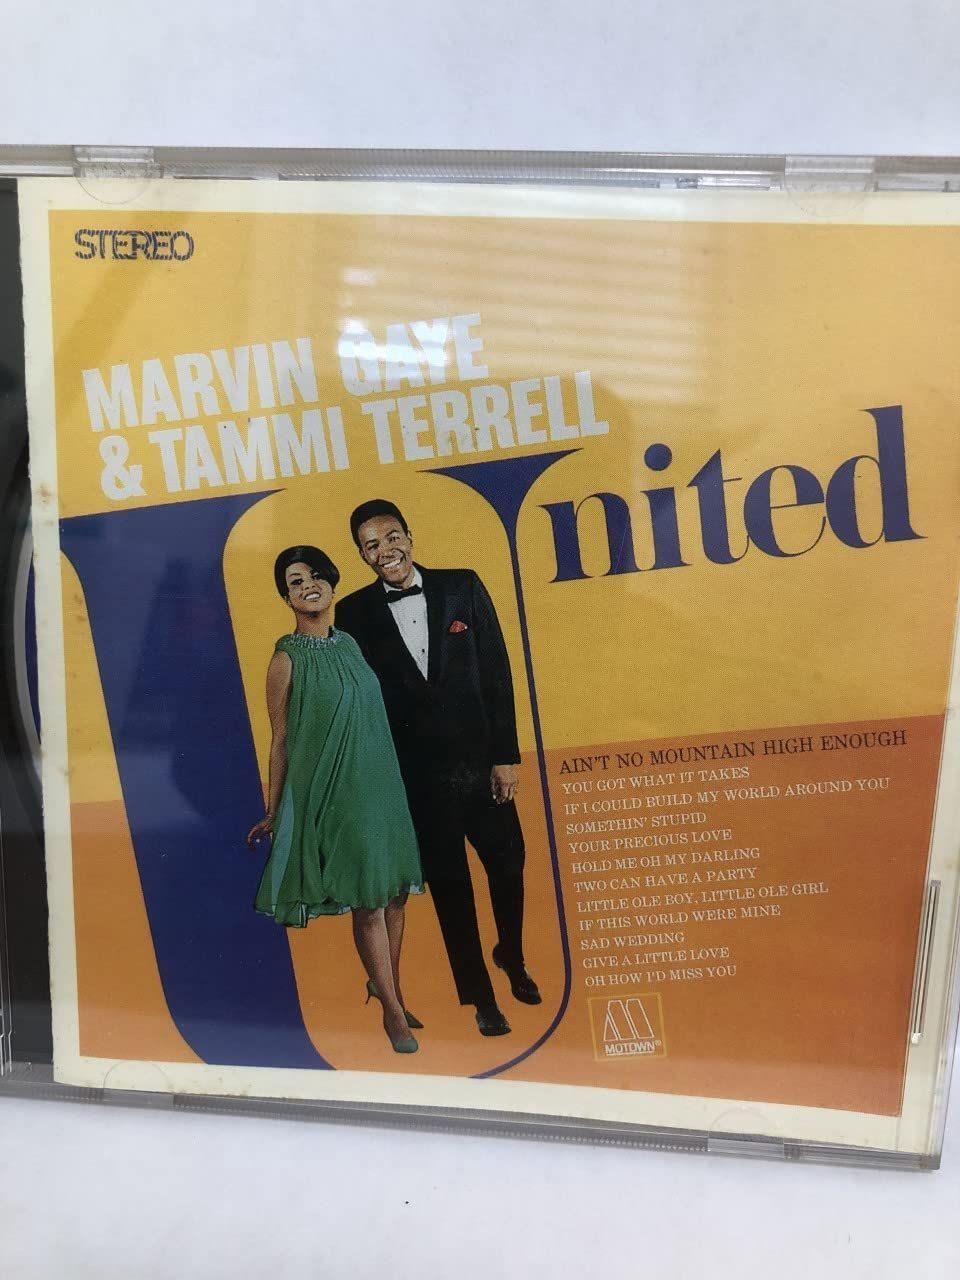 STEREO
MARVIN GAYE
& TAMMI TERRELL
United
AIN'T NO MOUNTAIN HIGH ENOUGH
YOU GOT WHAT IT TAKES
IF I COULD BUILD MY WORLD AROUND YOU
SOMETHIN' STUPID
YOUR PRECIOUS LOVE
HOLD ME OH MY DARLING
TWO CAN HAVE A PARTY
LITTLE OLE BOY, LITTLE OLE GIRL
IF THIS WORLD WERE MINE
SAD WEDDING
GIVE A LITTLE LOVE
OH HOW I'D MISS YOU
MOTOWN®